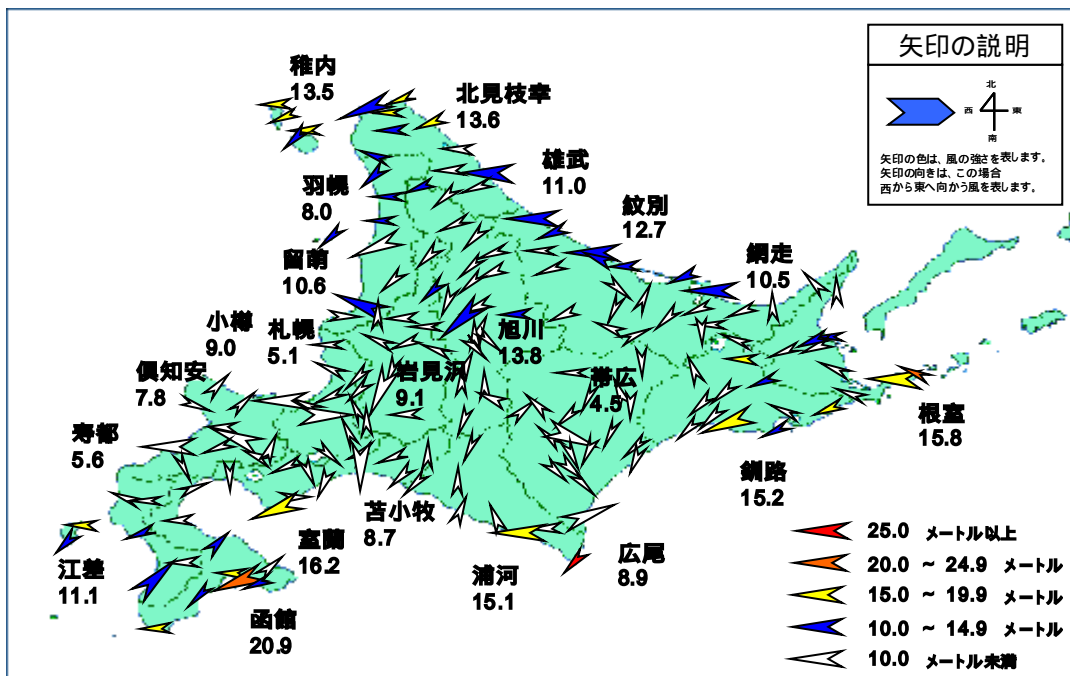 矢印の説明
北
西
東
南
矢印の色は、風の強さを表します。
矢印の向きは、この場合
西から東へ向かう風を表します。
稚内
13.5
北見枝幸
13.6
雄武
11.0
羽幌
8.0
紋別
12.7
網走
10.5
留萌
10.6
小樽
9.0
札幌
5.1
旭川
13.8
倶知安
7.8
岩見沢
9.1
帯広
4.5
根室
15.8
寿都
5.6
釧路
15.2
苫小牧
8.7
室蘭
16.2
広尾
8.9
浦河
15.1
江差
11.1
函館
20.9
25.0 メートル以上
20.0 ~ 24.9 メートル
15.0 ~ 19.9 メートル
10.0 ~ 14.9 メートル
10.0 メートル未満